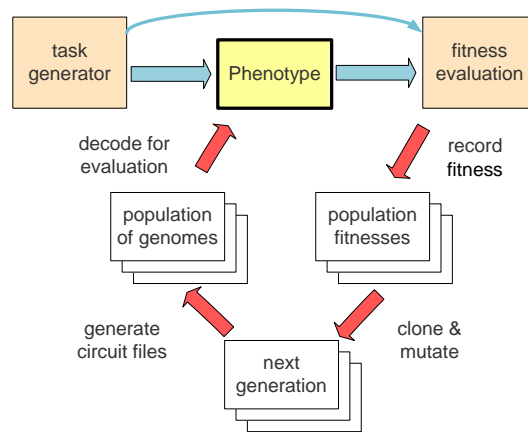 task
generator
Phenotype
fitness
evaluation
decode for
evaluation
record
fitness
population
of genomes
population
fitnesses
generate
circuit files
clone &
mutate
next
generation